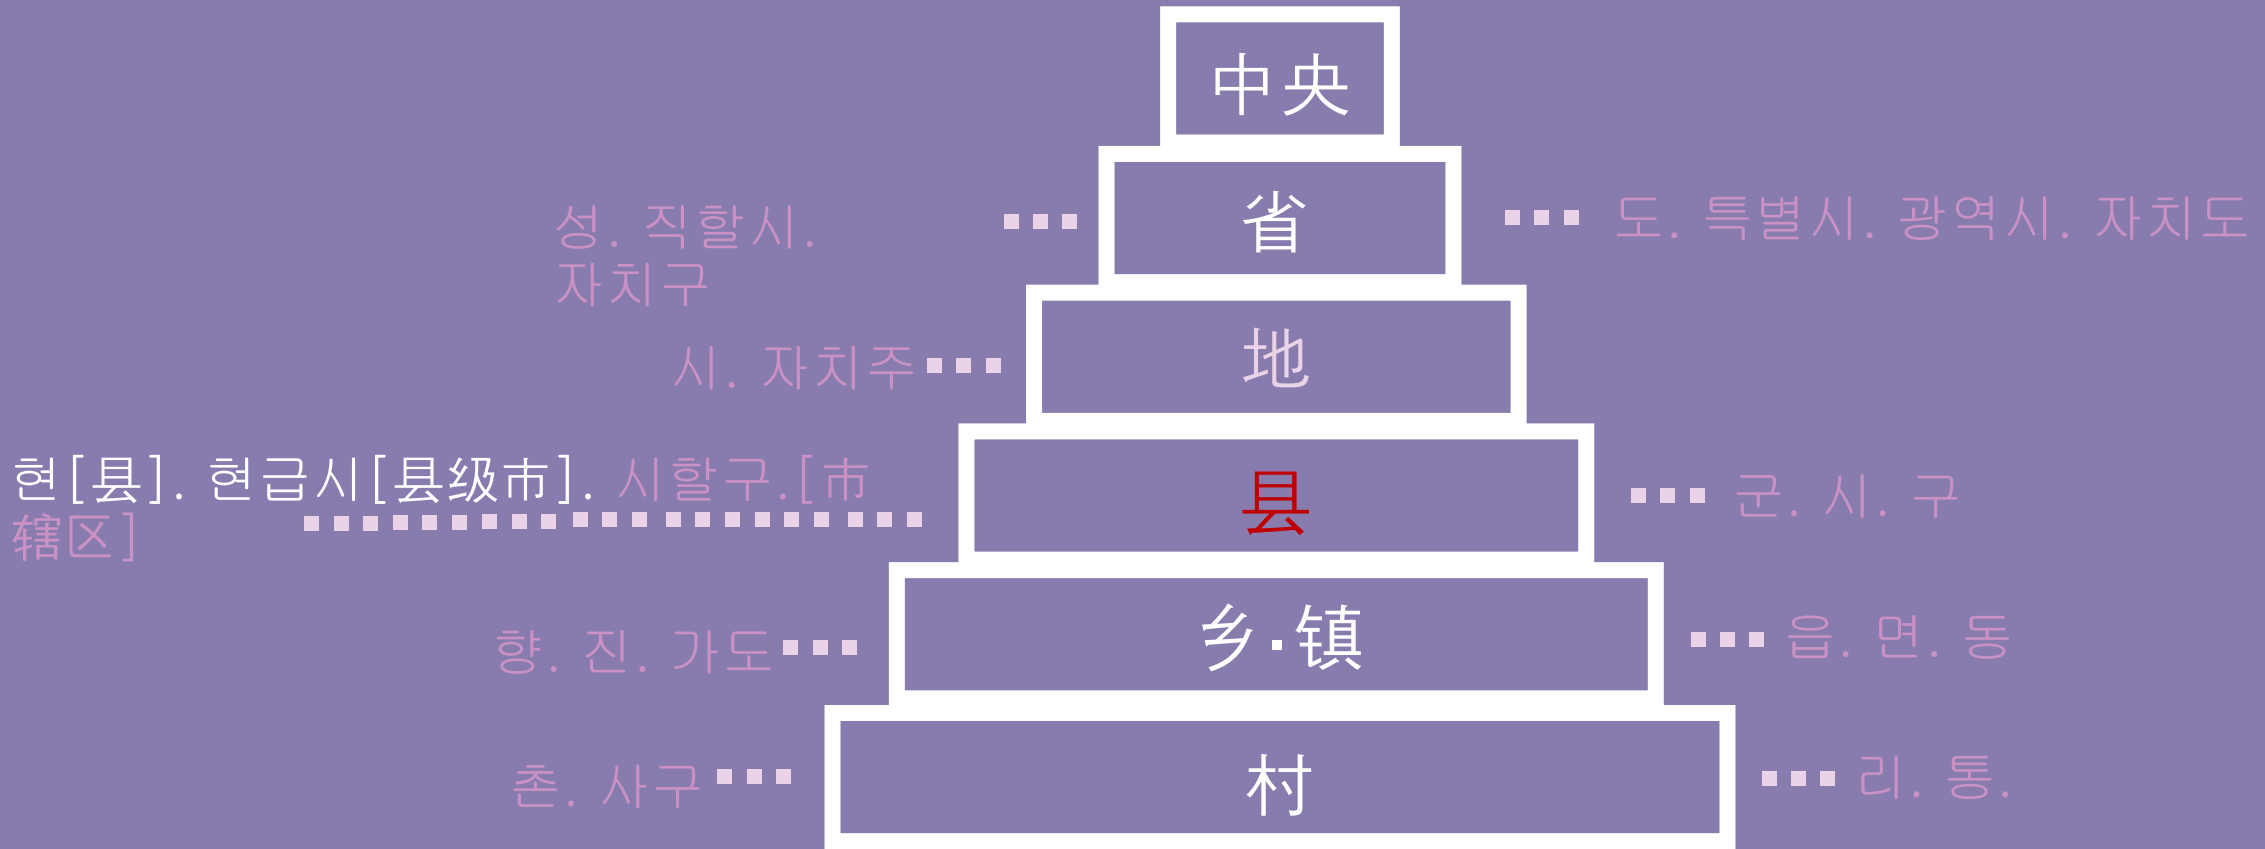 中央
성. 직할시.
자치구
省
도. 특별시. 광역시. 자치도
시. 자치주
地
현[县]. 현급시[县级市]. 시할구.[市
辖区]
县
군. 시. 구
향. 진. 가도
乡.镇
읍. 면. 동
촌. 사구
村
리. 통.